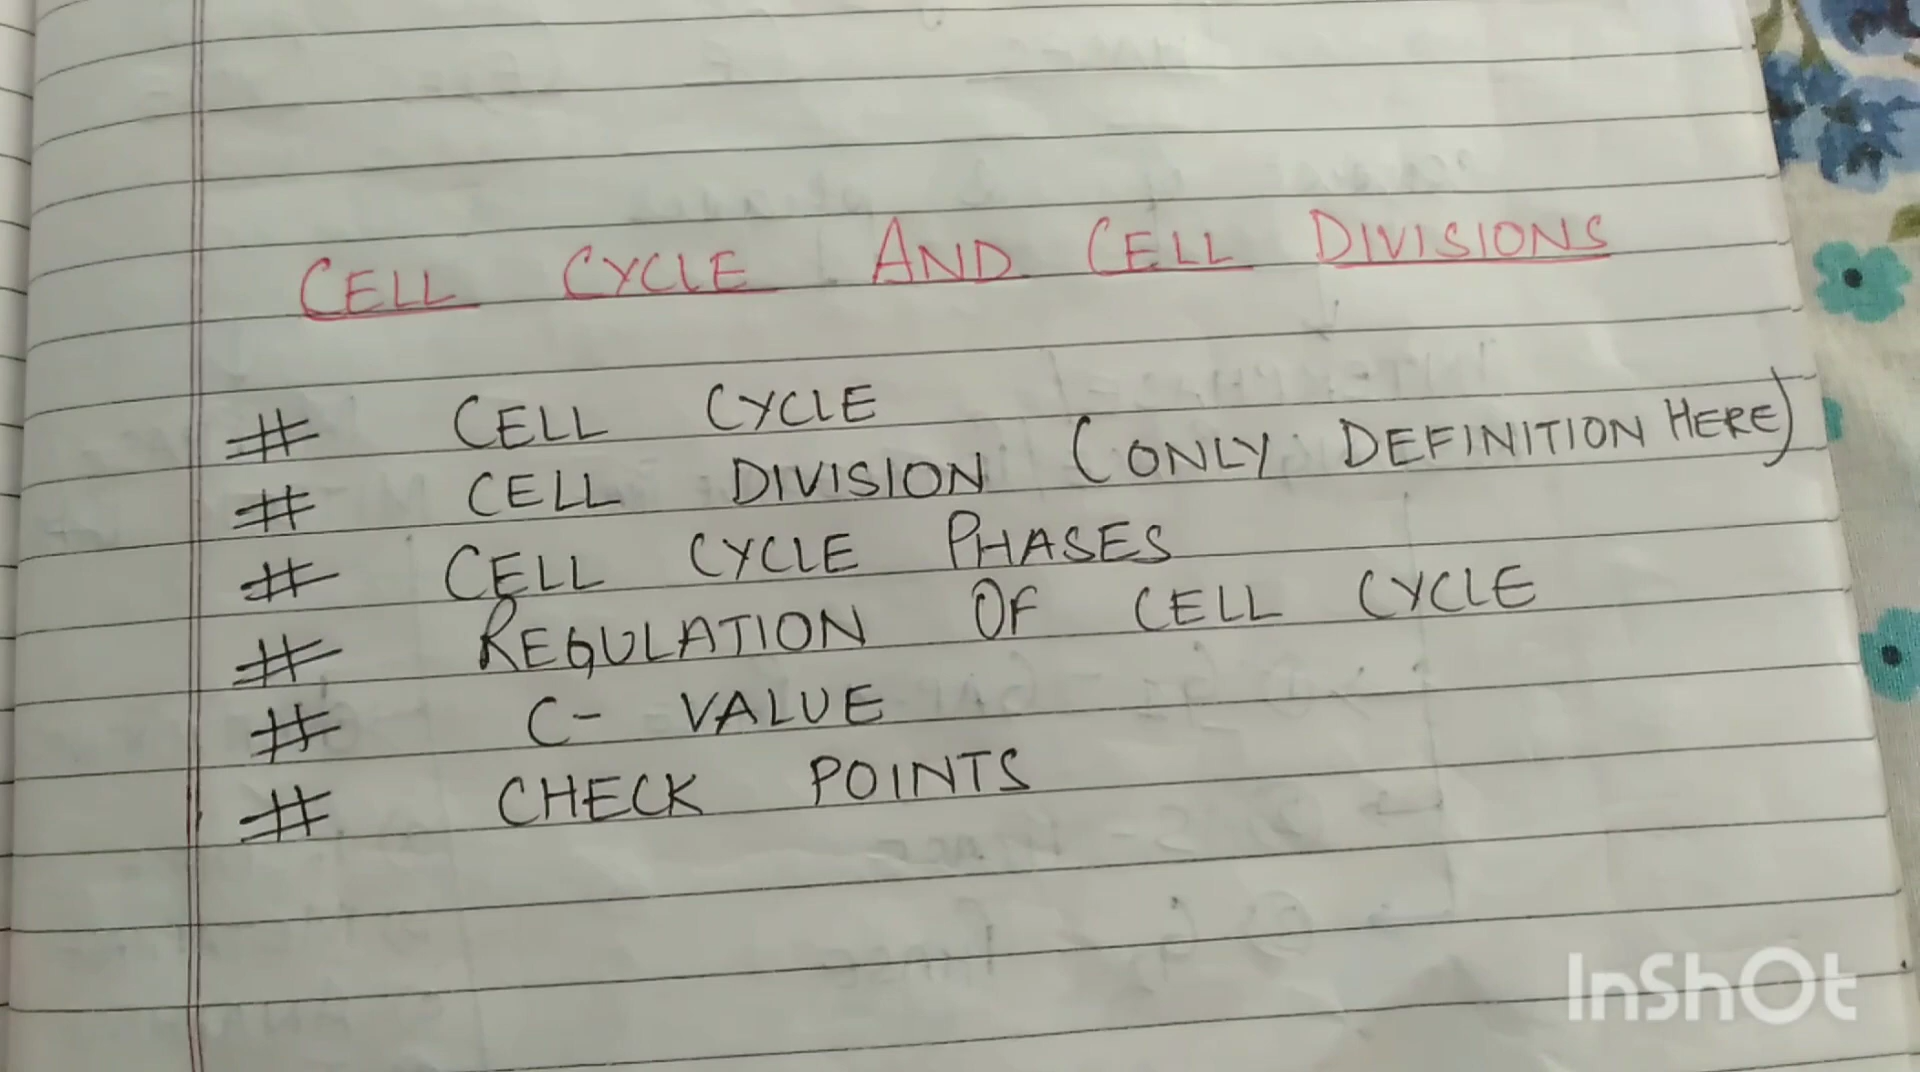 CELL CYCLE AND CELL DIVISIONS
# CELL CYCLE
# CELL DIVISION (ONLY DEFINITION HERE)
# CELL CYCLE PHASES
# REGULATION OF CELL CYCLE
# C- VALUE
# CHECK POINTS
InShOt